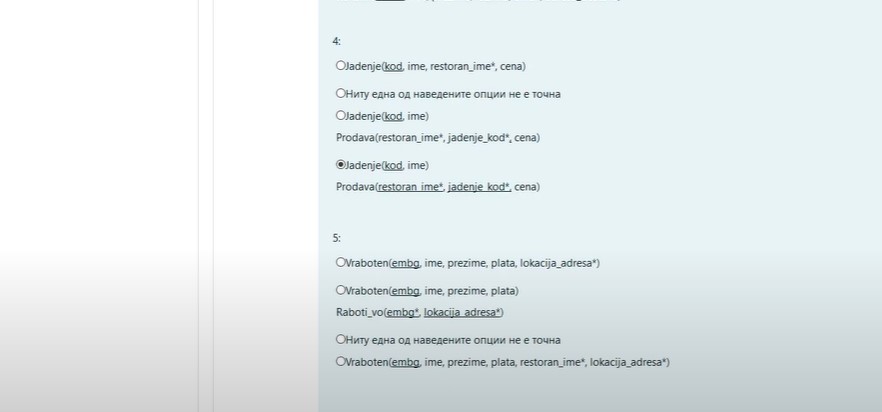 4:
Jadenje(kod, ime, restoran_ime*, cena)
Ниту една од наведените опции не е точна
Jadenje(kod, ime)
Prodava(restoran_ime*, jadenje_kod*, cena)
Jadenje(kod, ime)
Prodava(restoran_ime*, jadenje_kod*, cena)
5:
Vraboten(embg, ime, prezime, plata, lokacija_adresa*)
Vraboten(embg, ime, prezime, plata)
Raboti_vo(embg*, lokacija_adresa*)
Ниту една од наведените опции не е точна
Vraboten(embg, ime, prezime, plata, restoran_ime*, lokacija_adresa*)